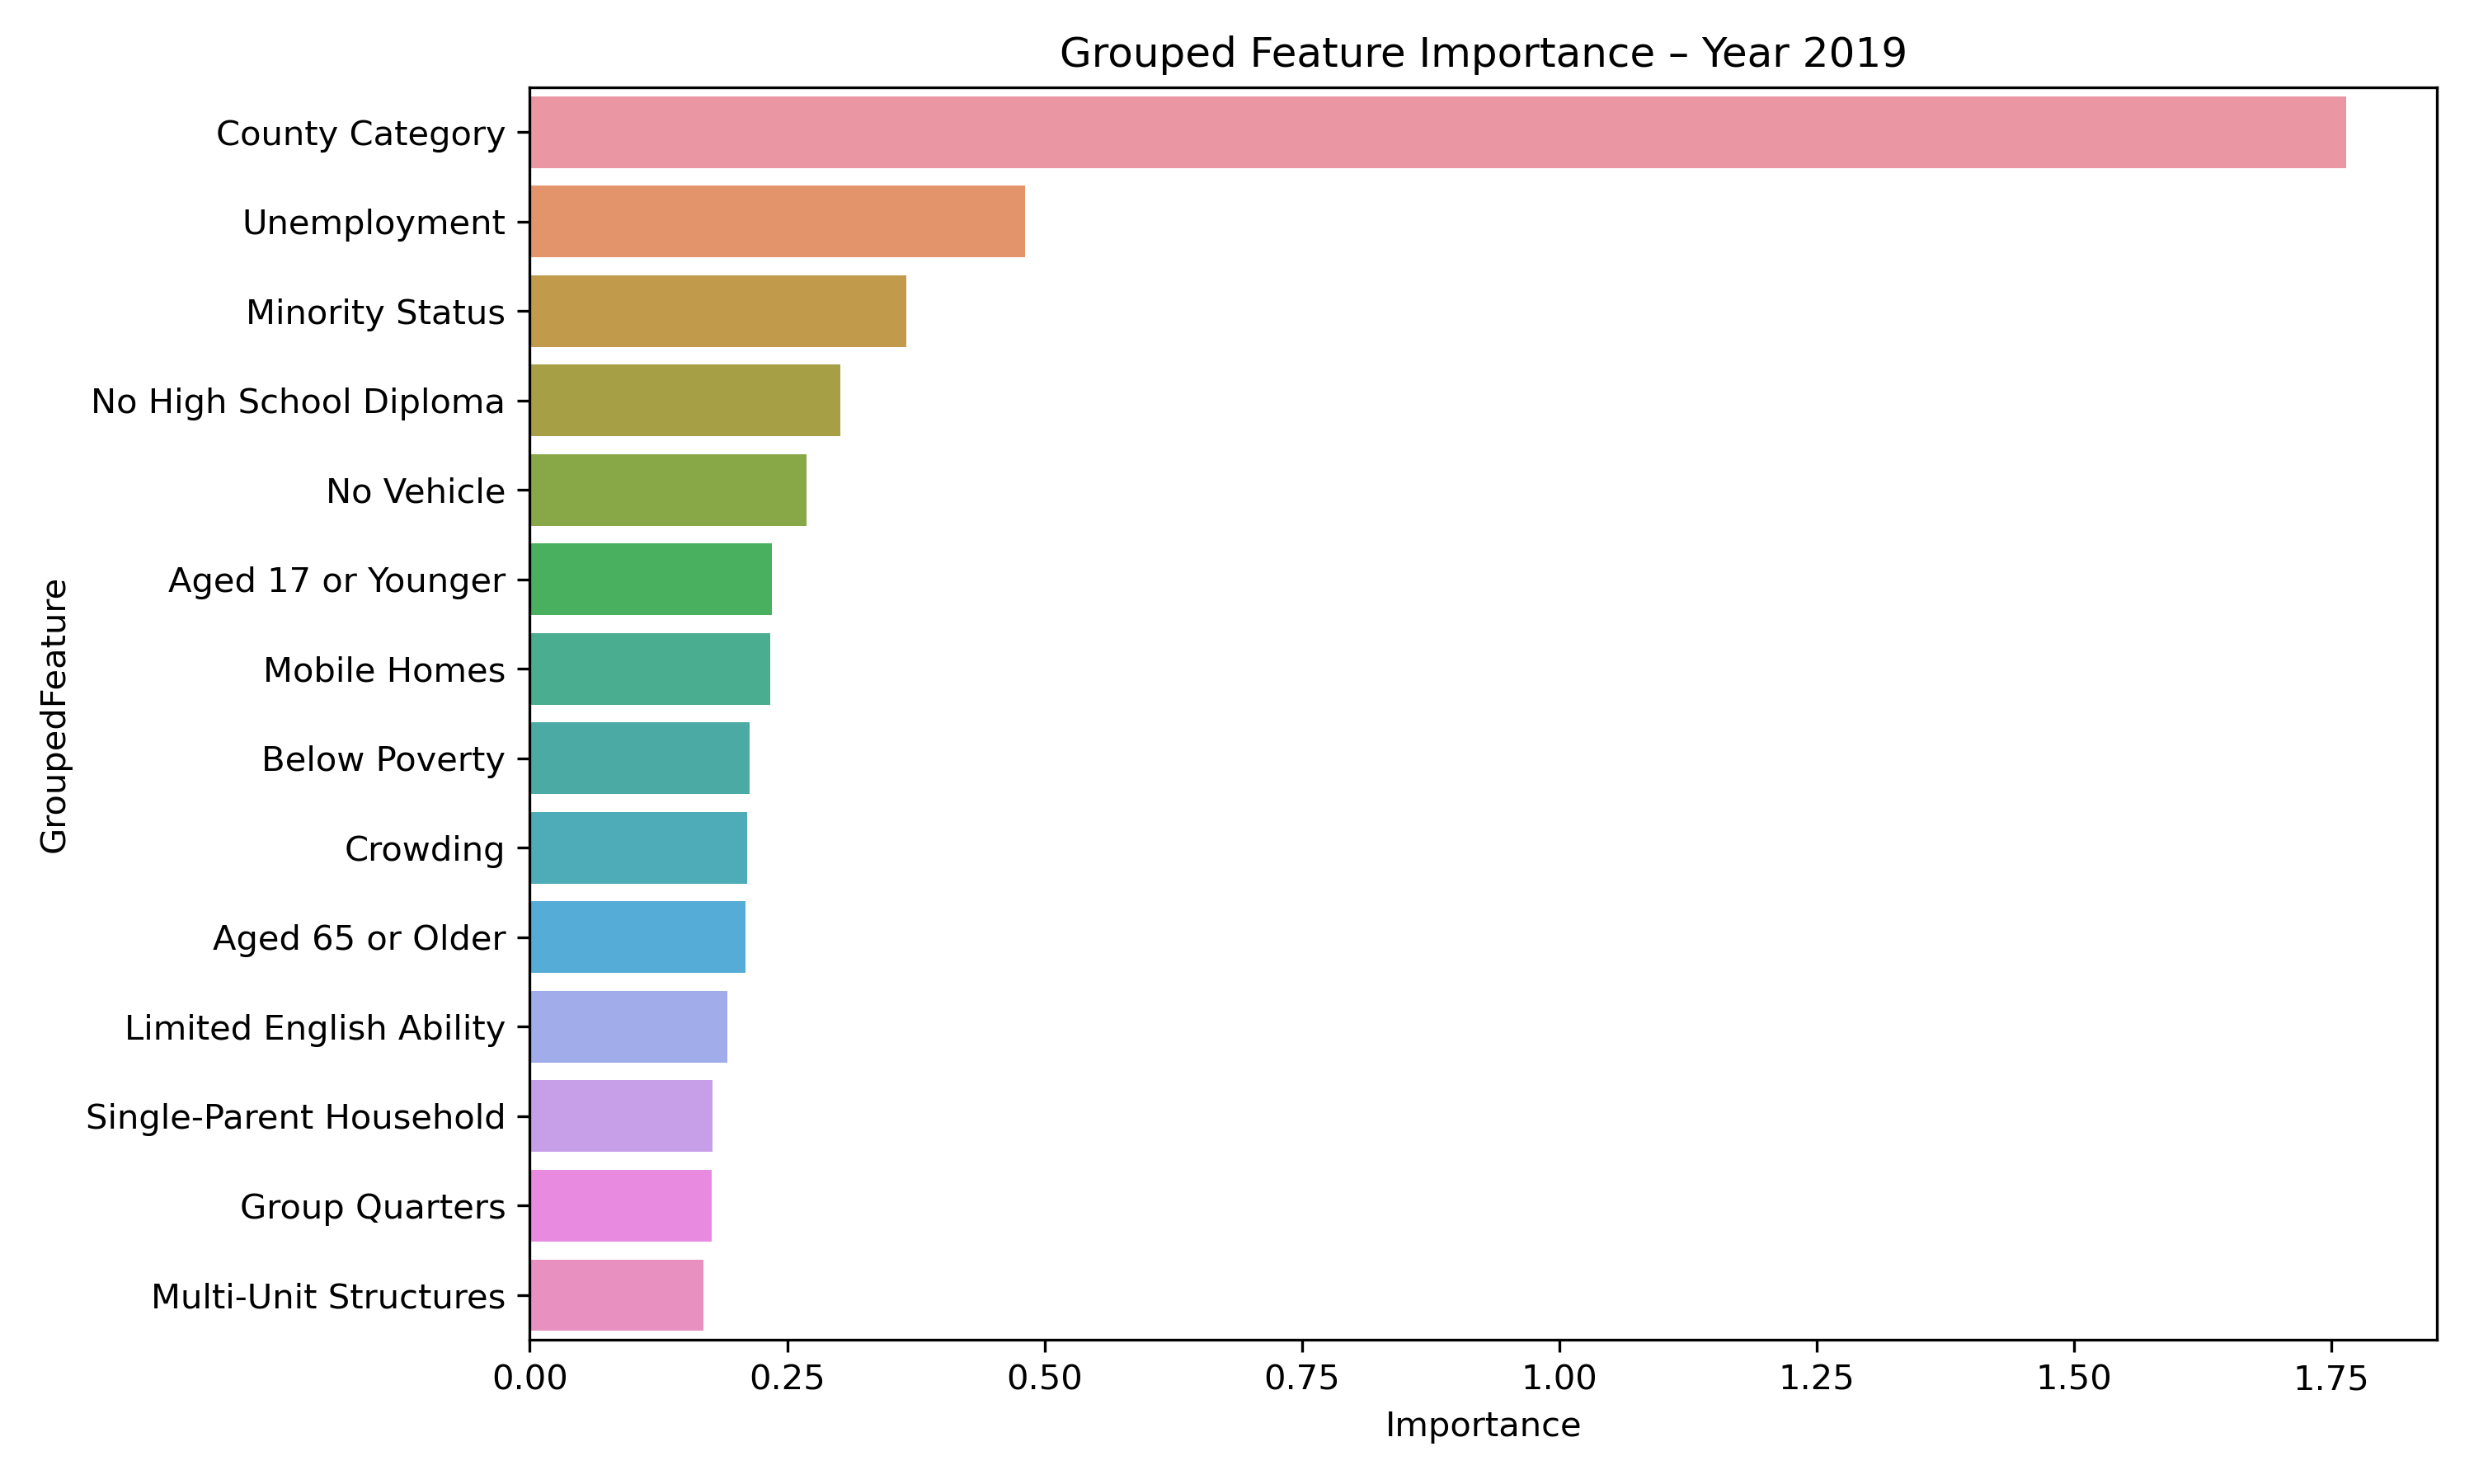 Grouped Feature Importance – Year 2019
GroupedFeature
County Category
Unemployment
Minority Status
No High School Diploma
No Vehicle
Aged 17 or Younger
Mobile Homes
Below Poverty
Crowding
Aged 65 or Older
Limited English Ability
Single-Parent Household
Group Quarters
Multi-Unit Structures
0.00 0.25 0.50 0.75 1.00 1.25 1.50 1.75
Importance